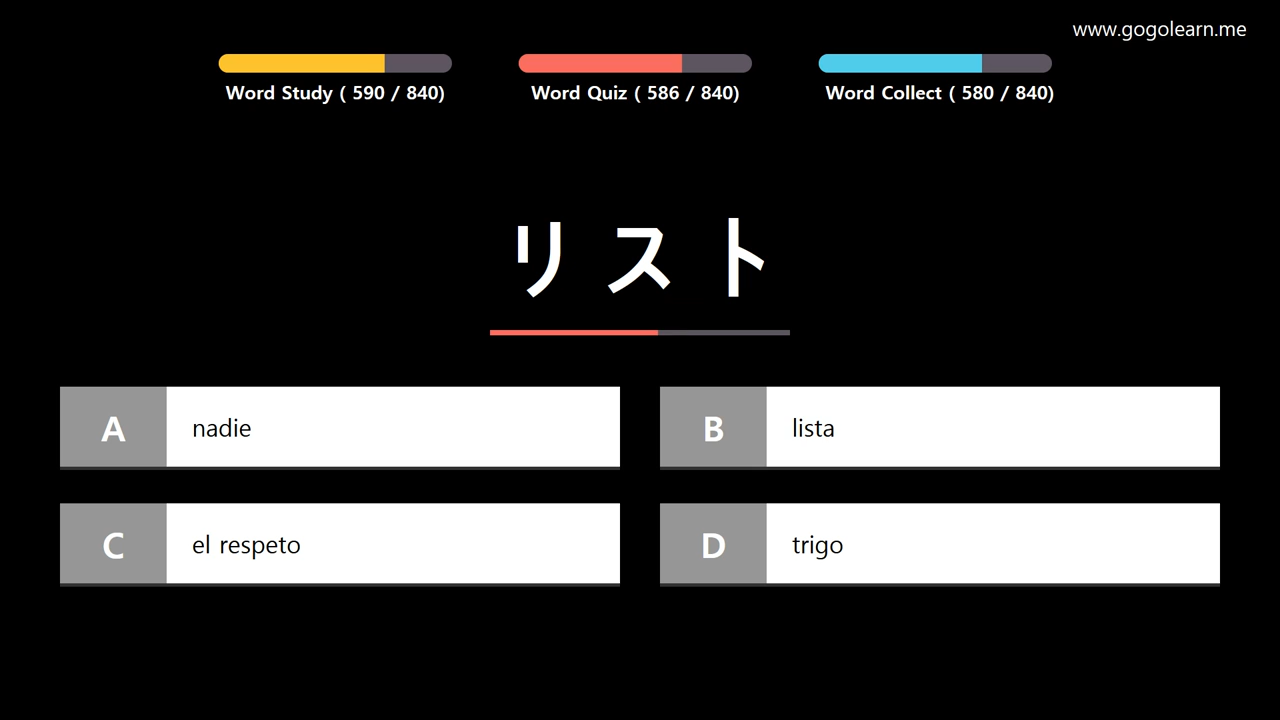 www.gogolearn.me
Word Study ( 590 / 840)
Word Quiz ( 586 / 840)
Word Collect ( 580 / 840)
リスト
A nadie
B lista
C el respeto
D trigo